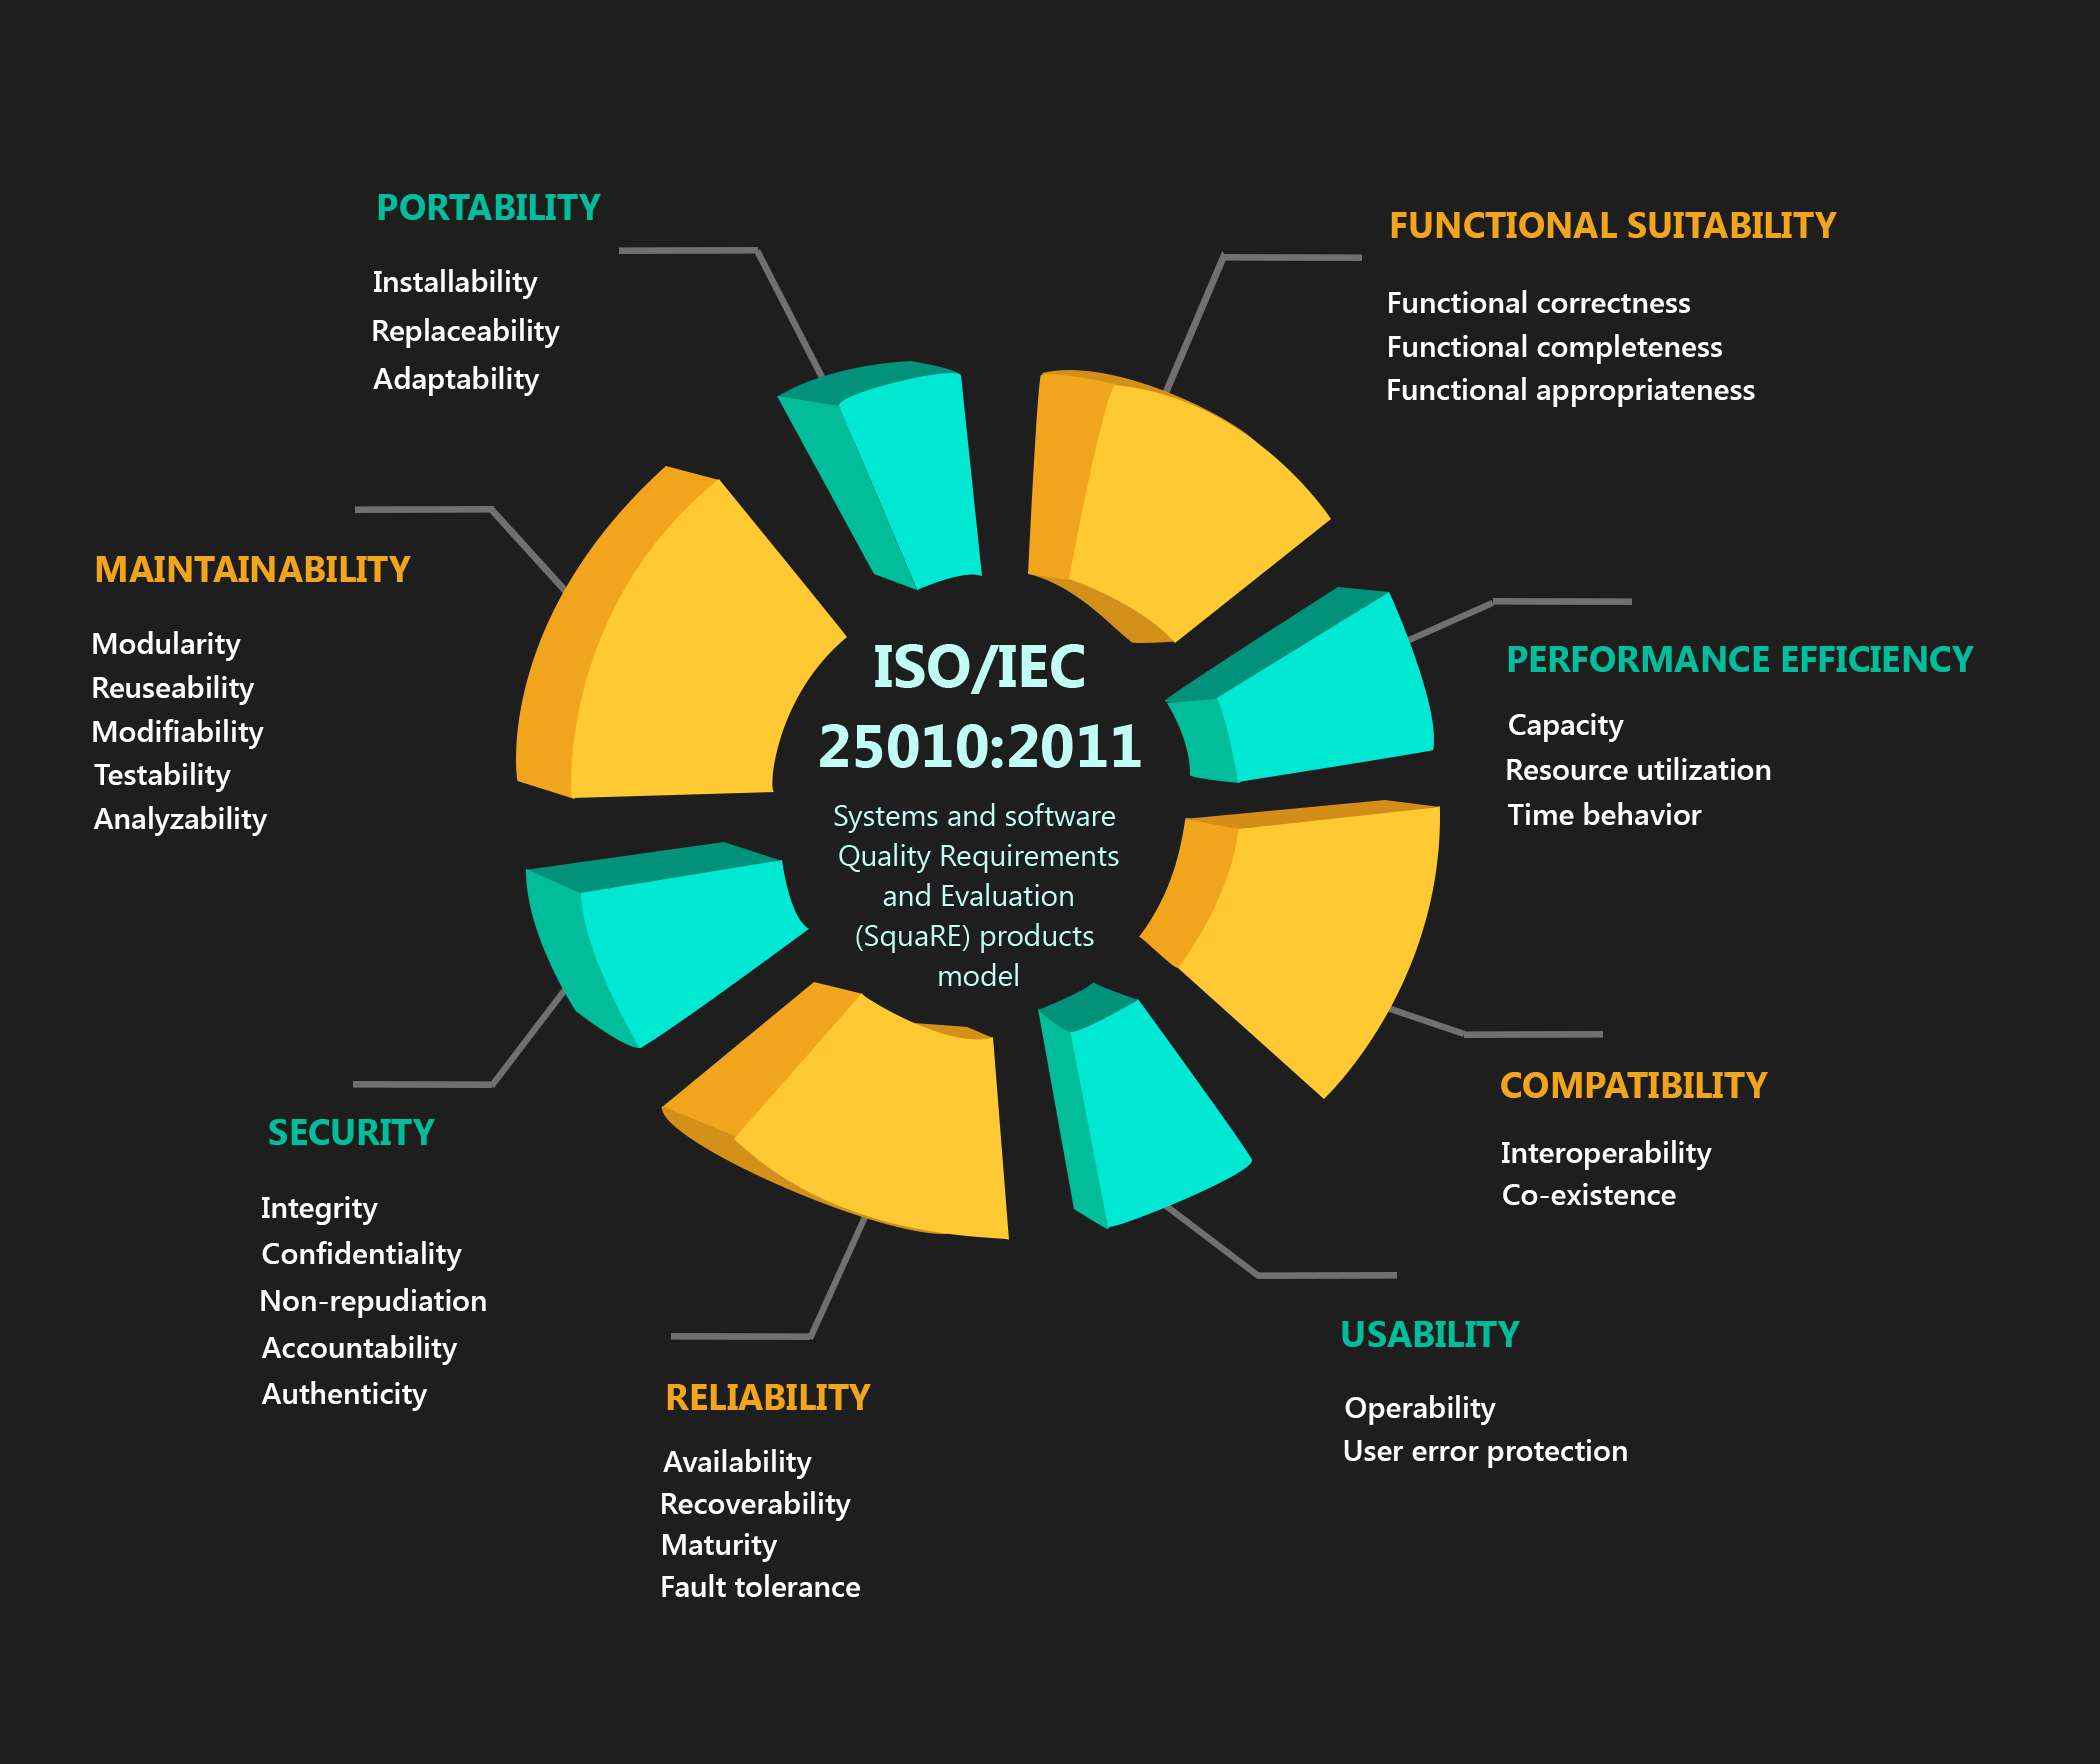 PORTABILITY
Installability
Replaceability
Adaptability
FUNCTIONAL SUITABILITY
Functional correctness
Functional completeness
Functional appropriateness
MAINTAINABILITY
Modularity
Reuseability
Modifiability
Testability
Analyzability
ISO/IEC
25010:2011
Systems and software
Quality Requirements
and Evaluation
(SquaRE) products
model
PERFORMANCE EFFICIENCY
Capacity
Resource utilization
Time behavior
COMPATIBILITY
Interoperability
Co-existence
SECURITY
Integrity
Confidentiality
Non-repudiation
Accountability
Authenticity
RELIABILITY
Availability
Recoverability
Maturity
Fault tolerance
USABILITY
Operability
User error protection